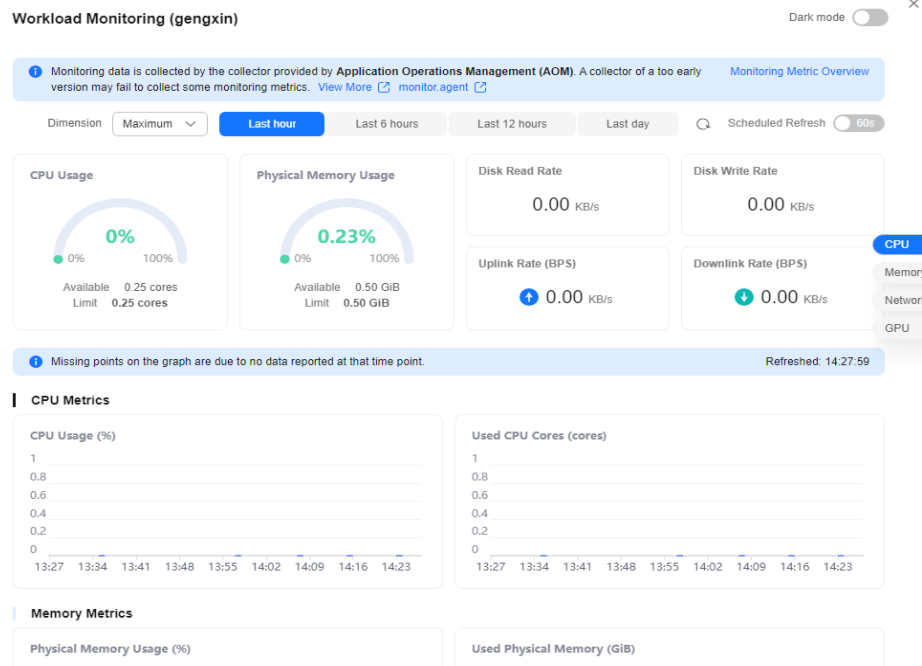 Workload Monitoring (gengxin)
Dark mode
Monitoring data is collected by the collector provided by Application Operations Management (AOM). A collector of a too early
version may fail to collect some monitoring metrics. View More monitor.agent
Monitoring Metric Overview
Dimension Maximum Last hour Last 6 hours Last 12 hours Last day Scheduled Refresh 60s
CPU Usage
0%
0% 100%
Available 0.25 cores
Limit 0.25 cores
Physical Memory Usage
0.23%
0% 100%
Available 0.50 GiB
Limit 0.50 GiB
Disk Read Rate
0.00 KB/s
Disk Write Rate
0.00 KB/s
Uplink Rate (BPS)
0.00 KB/s
Downlink Rate (BPS)
0.00 KB/s
CPU
Memory
Networ
GPU
Missing points on the graph are due to no data reported at that time point. Refreshed: 14:27:59
CPU Metrics
CPU Usage (%)
1
0.8
0.6
0.4
0.2
0
13:27 13:34 13:41 13:48 13:55 14:02 14:09 14:16 14:23
Used CPU Cores (cores)
1
0.8
0.6
0.4
0.2
0
13:27 13:34 13:41 13:48 13:55 14:02 14:09 14:16 14:23
Memory Metrics
Physical Memory Usage (%)
Used Physical Memory (GiB)